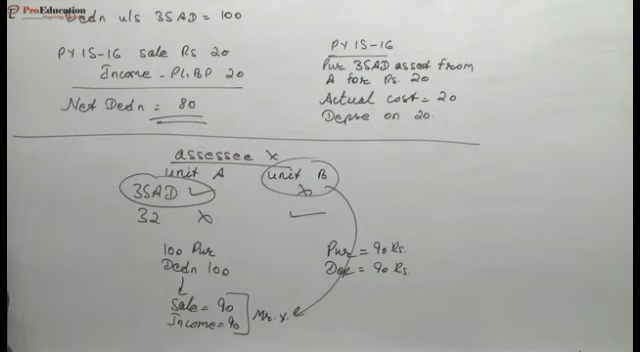 ProEducation
Dedn u/s 35AD = 100
PY 15-16 sale Rs 20
Income - PGBP 20
Net Dedn = 80
PY 15-16
Pur 35AD asset from
A for Rs. 20
Actual cost = 20
Depre on 20.
assessee X
unit A
unit B
35AD ✓
X
32 X
✓
100 Pur
Dedn 100
Sale = 90
Income = 90
Mr. X.
Pur = 90 Rs.
Dep = 90 Rs.